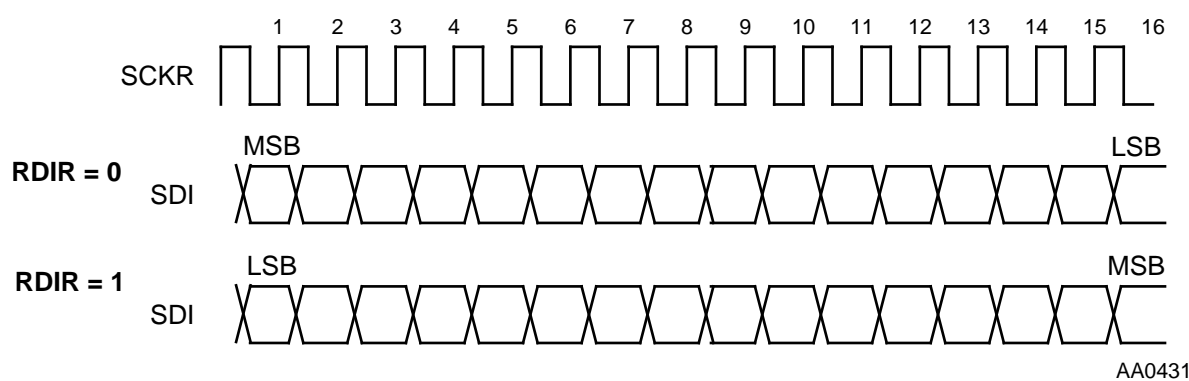 1 2 3 4 5 6 7 8 9 10 11 12 13 14 15 16
SCKR
MSB LSB
RDIR = 0
SDI
LSB MSB
RDIR = 1
SDI
AA0431